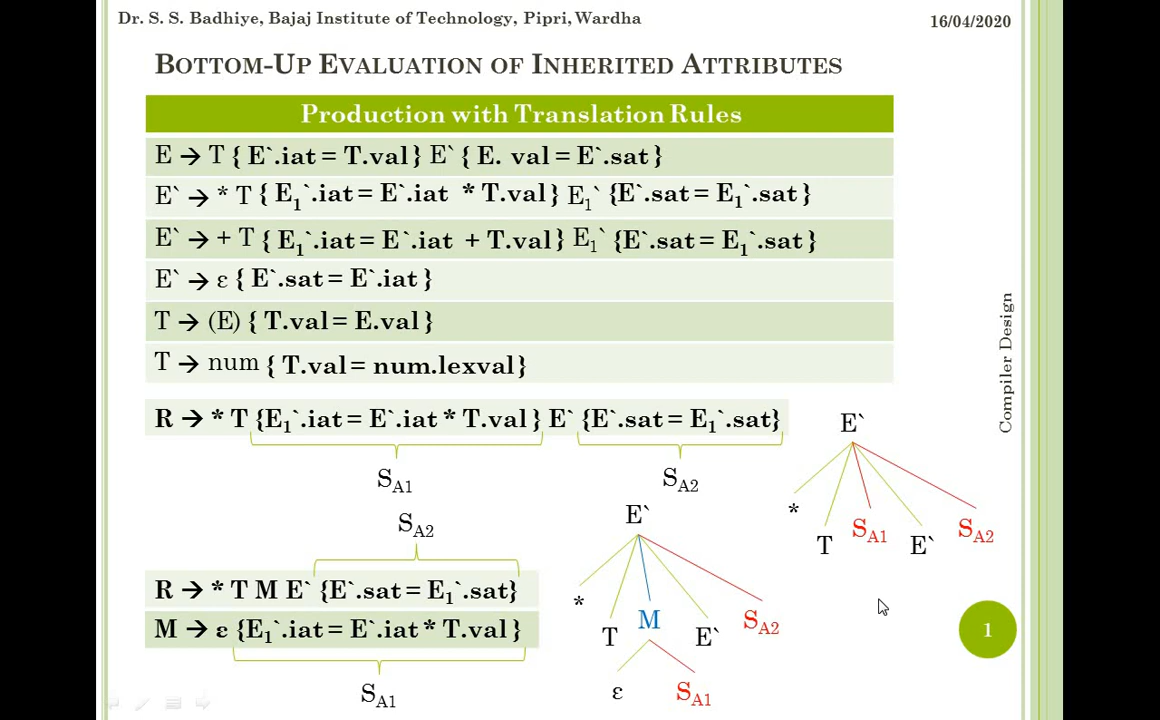 Dr. S. S. Badhiye, Bajaj Institute of Technology, Pipri, Wardha
16/04/2020
BOTTOM-UP EVALUATION OF INHERITED ATTRIBUTES
Production with Translation Rules
E → T { E`.iat = T.val} E` { E. val = E`.sat}
E` → * T { E₁`.iat = E`.iat * T.val} E₁` {E`.sat = E₁`.sat}
E` → + T { E₁`.iat = E`.iat + T.val} E₁` {E`.sat = E₁`.sat}
E` → ε { E`.sat = E`.iat}
T → (E) { T.val = E.val}
T → num { T.val = num.lexval}
Compiler Design
R → * T {E₁`.iat = E`.iat * T.val} E` {E`.sat = E₁`.sat}
S_A1
S_A2
E`
*
T
S_A1
E`
S_A2
S_A2
R → * T M E` {E`.sat = E₁`.sat}
M → ε {E₁`.iat = E`.iat* T.val}
S_A1
E`
*
T
M
E`
S_A2
ε
S_A1
1